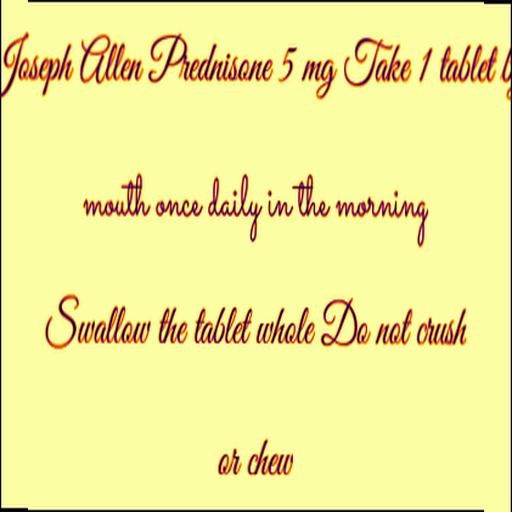 Joseph Allen Prednisone 5 mg Take 1 tablet by
mouth once daily in the morning
Swallow the tablet whole Do not crush
or chew